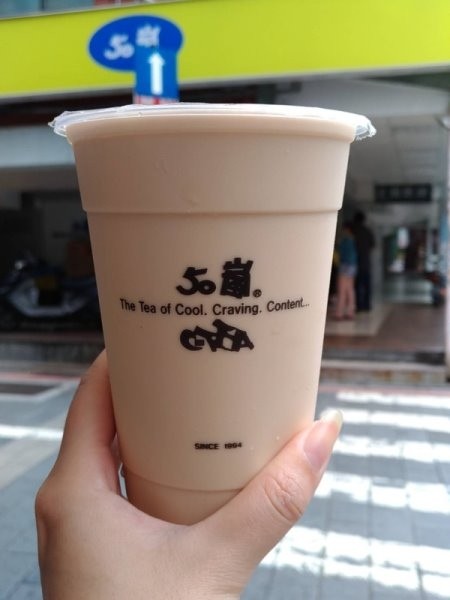 50嵐
50嵐®
The Tea of Cool. Craving. Content...
SINCE 1994